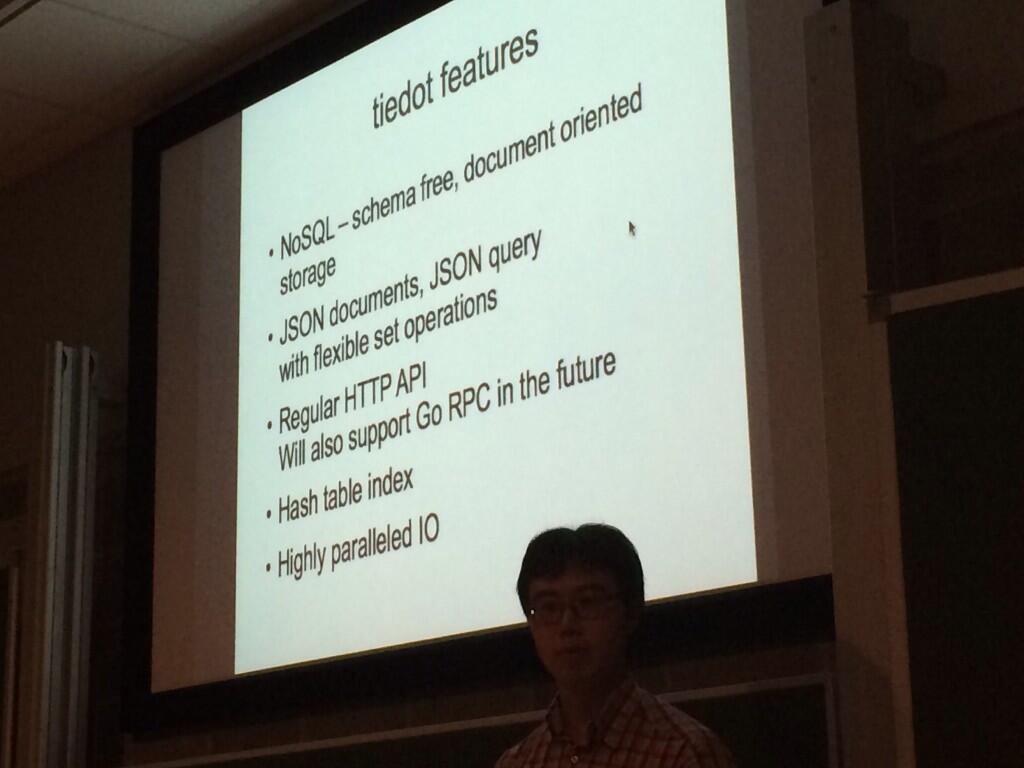 tiedot features
• NoSQL – schema free, document oriented
storage
• JSON documents, JSON query
with flexible set operations
• Regular HTTP API
Will also support Go RPC in the future
• Hash table index
• Highly paralleled IO